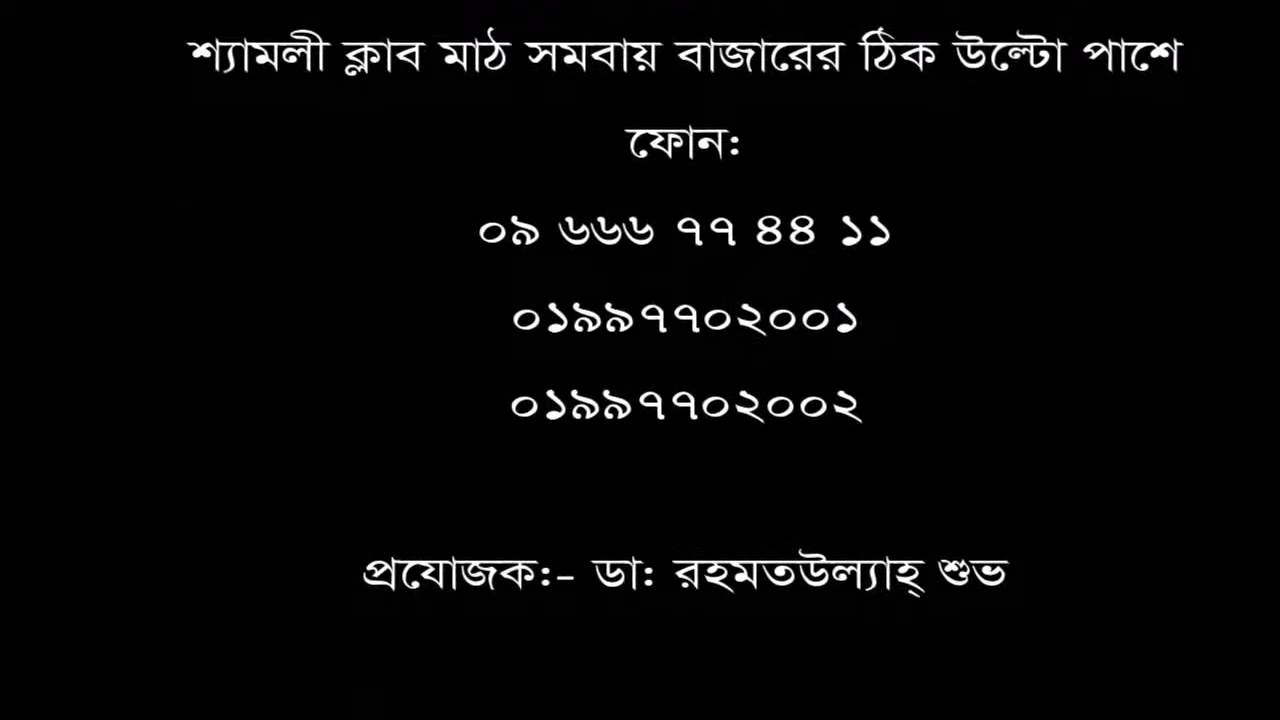 শ্যামলী ক্লাব মাঠ সমবায় বাজারের ঠিক উল্টো পাশে
ফোন:
০৯ ৬৬৬ ৭৭ ৪৪ ১১
০১৯৯৭৭০২০০১
০১৯৯৭৭০২০০২
প্রযোজক:- ডা: রহমতউল্যাহ্ শুভ